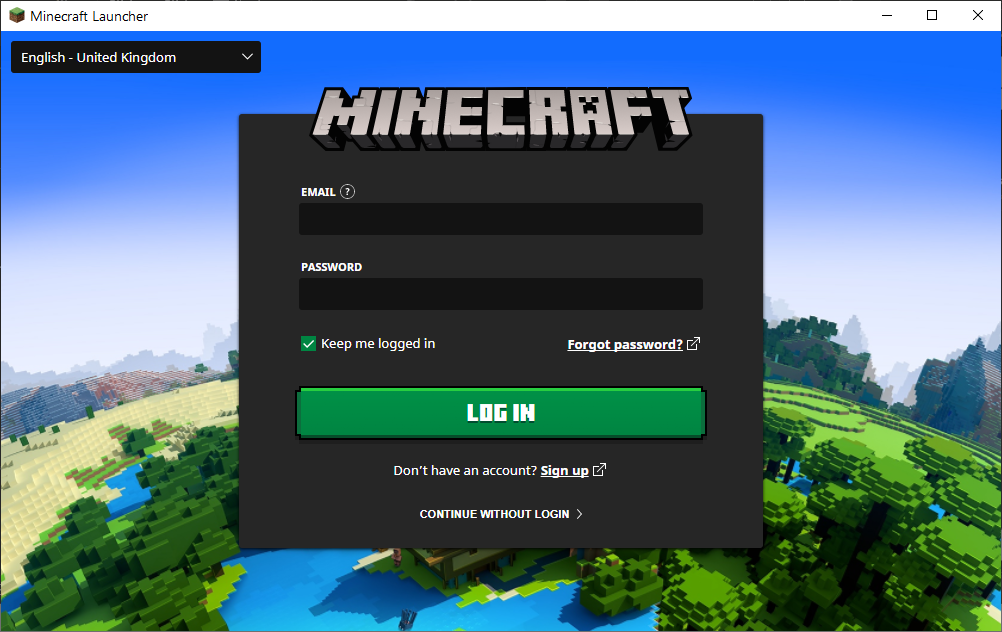 Minecraft Launcher
English - United Kingdom
MINECRAFT
EMAIL ?
PASSWORD
Keep me logged in
Forgot password?
LOG IN
Don't have an account? Sign up
CONTINUE WITHOUT LOGIN